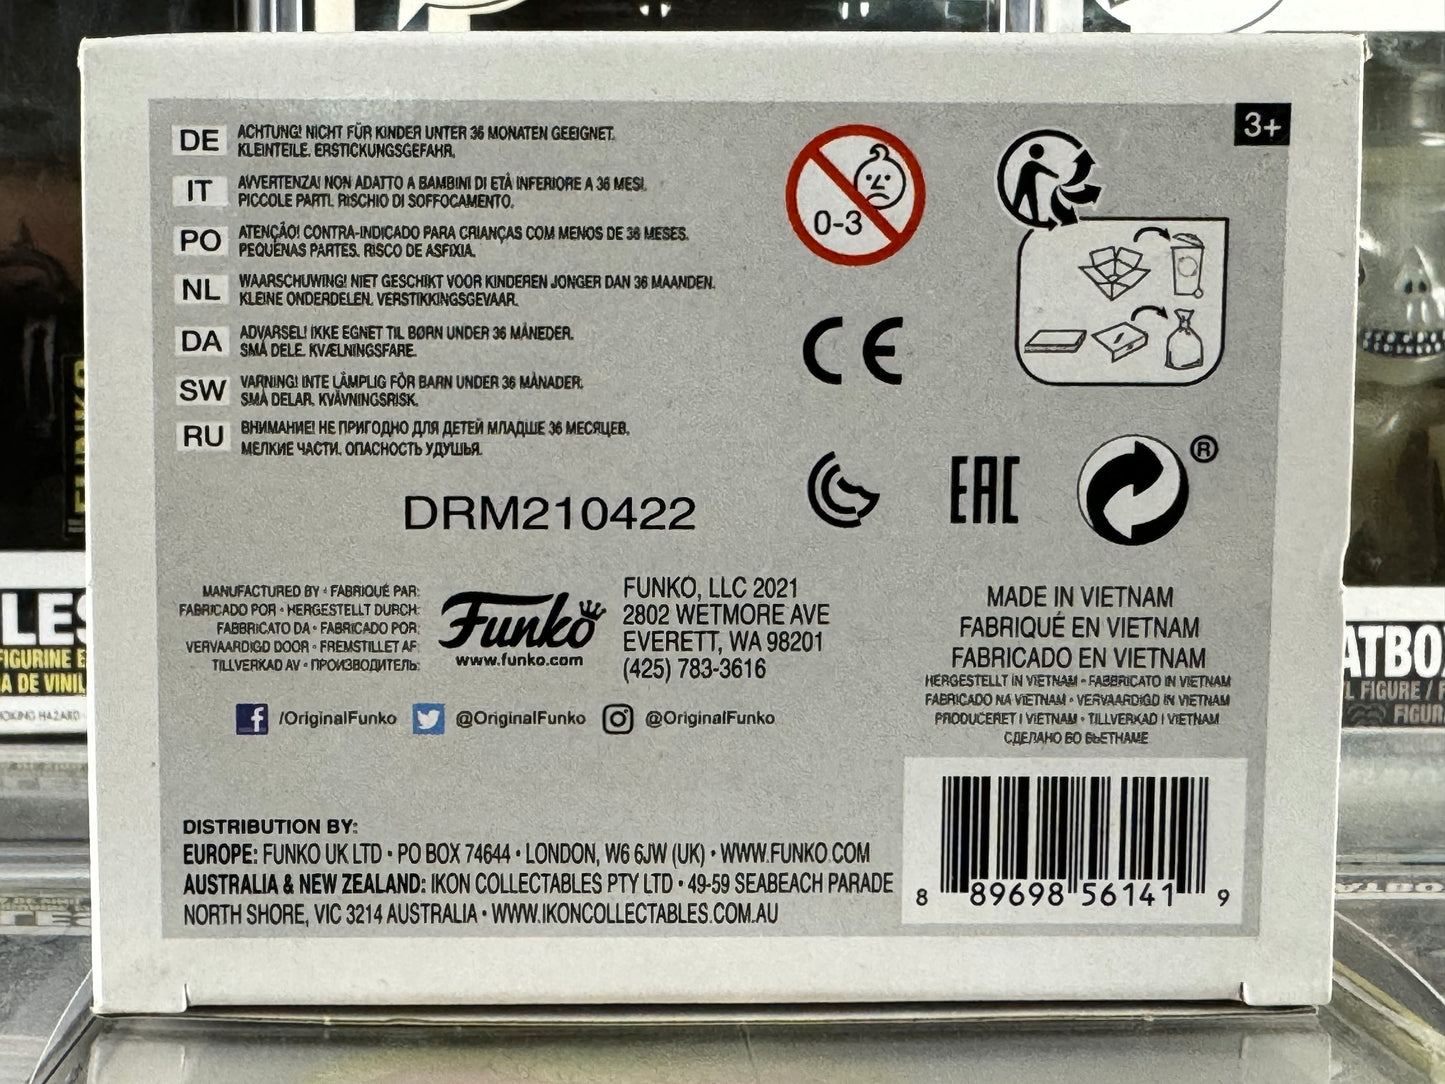 3+
DE ACHTUNG! NICHT FÜR KINDER UNTER 36 MONATEN GEEIGNET.
KLEINTEILE. ERSTICKUNGSGEFAHR.
IT AVVERTENZA! NON ADATTO A BAMBINI DI ETÀ INFERIORE A 36 MESI.
PICCOLE PARTI. RISCHIO DI SOFFOCAMENTO.
PO ATENÇÃO! CONTRA-INDICADO PARA CRIANÇAS COM MENOS DE 36 MESES.
PEQUENAS PARTES. RISCO DE ASFIXIA.
NL WAARSCHUWING! NIET GESCHIKT VOOR KINDEREN JONGER DAN 36 MAANDEN.
KLEINE ONDERDELEN. VERSTIKKINGSGEVAAR.
DA ADVARSEL! IKKE EGNET TIL BØRN UNDER 36 MÅNEDER.
SMÅ DELE. KVÆLNINGSFARE.
SW VARNING! INTE LÄMPLIG FÖR BARN UNDER 36 MÅNADER.
SMÅ DELAR. KVÄVNINGSRISK.
RU ВНИМАНИЕ! НЕ ПРИГОДНО ДЛЯ ДЕТЕЙ МЛАДШЕ 36 МЕСЯЦЕВ.
МЕЛКИЕ ЧАСТИ. ОПАСНОСТЬ УДУШЬЯ.
0-3
CE
EAC
®
DRM210422
MANUFACTURED BY • FABRIQUÉ PAR:
FABRICADO POR • HERGESTELLT DURCH:
FABBRICATO DA • FABRICADO POR:
VERVAARDIGD DOOR • FREMSTILLET AF:
TILLVERKAD AV • ПРОИЗВОДИТЕЛЬ:
Funko
www.funko.com
FUNKO, LLC 2021
2802 WETMORE AVE
EVERETT, WA 98201
(425) 783-3616
MADE IN VIETNAM
FABRIQUÉ EN VIETNAM
FABRICADO EN VIETNAM
HERGESTELLT IN VIETNAM • FABBRICATO IN VIETNAM
FABRICADO NA VIETNAM • VERVAARDIGD IN VIETNAM
PRODUCERET I VIETNAM • TILLVERKAD I VIETNAM
СДЕЛАНО ВО ВЬЕТНАМЕ
/OriginalFunko @OriginalFunko @OriginalFunko
DISTRIBUTION BY:
EUROPE: FUNKO UK LTD • PO BOX 74644 • LONDON, W6 6JW (UK) • WWW.FUNKO.COM
AUSTRALIA & NEW ZEALAND: IKON COLLECTABLES PTY LTD • 49-59 SEABEACH PARADE
NORTH SHORE, VIC 3214 AUSTRALIA • WWW.IKONCOLLECTABLES.COM.AU
8 89698 56141 9
LES
FIGURINE E
A DE VINIL
OKING HAZARD
ATBO
L FIGURE / F
FIGUR